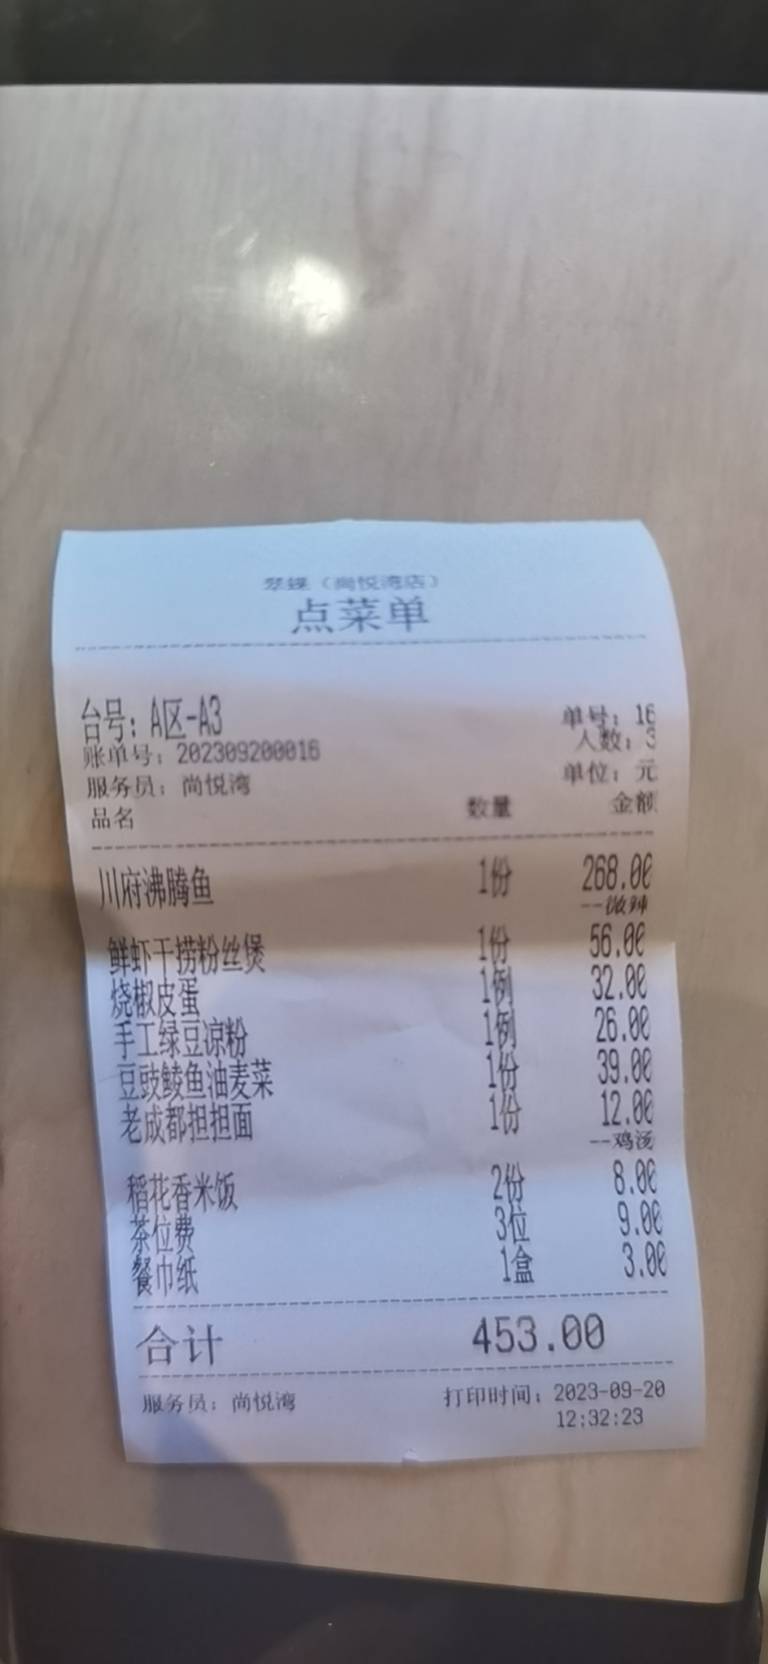 （尚悦湾店）
点菜单
台号：A区-A3 单号：16
账单号：202309200016 人数：3
服务员：尚悦湾 单位：元
品名 数量 金额
川府沸腾鱼 1份 268.00
--微辣
鲜虾干捞粉丝煲 1份 56.00
烧椒皮蛋 1例 32.00
手工绿豆凉粉 1例 26.00
豆豉鲮鱼油麦菜 1份 39.00
老成都担担面 1份 12.00
--鸡汤
稻花香米饭 2份 8.00
茶位费 3位 9.00
餐巾纸 1盒 3.00
合计 453.00
服务员：尚悦湾 打印时间：2023-09-20
12:32:23